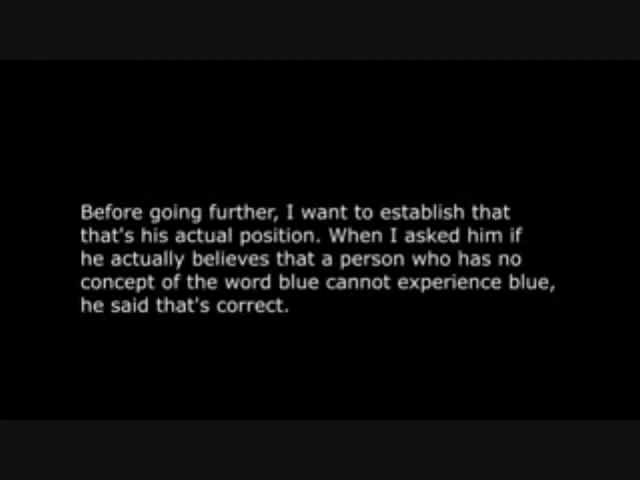 Before going further, I want to establish that
that's his actual position. When I asked him if
he actually believes that a person who has no
concept of the word blue cannot experience blue,
he said that's correct.